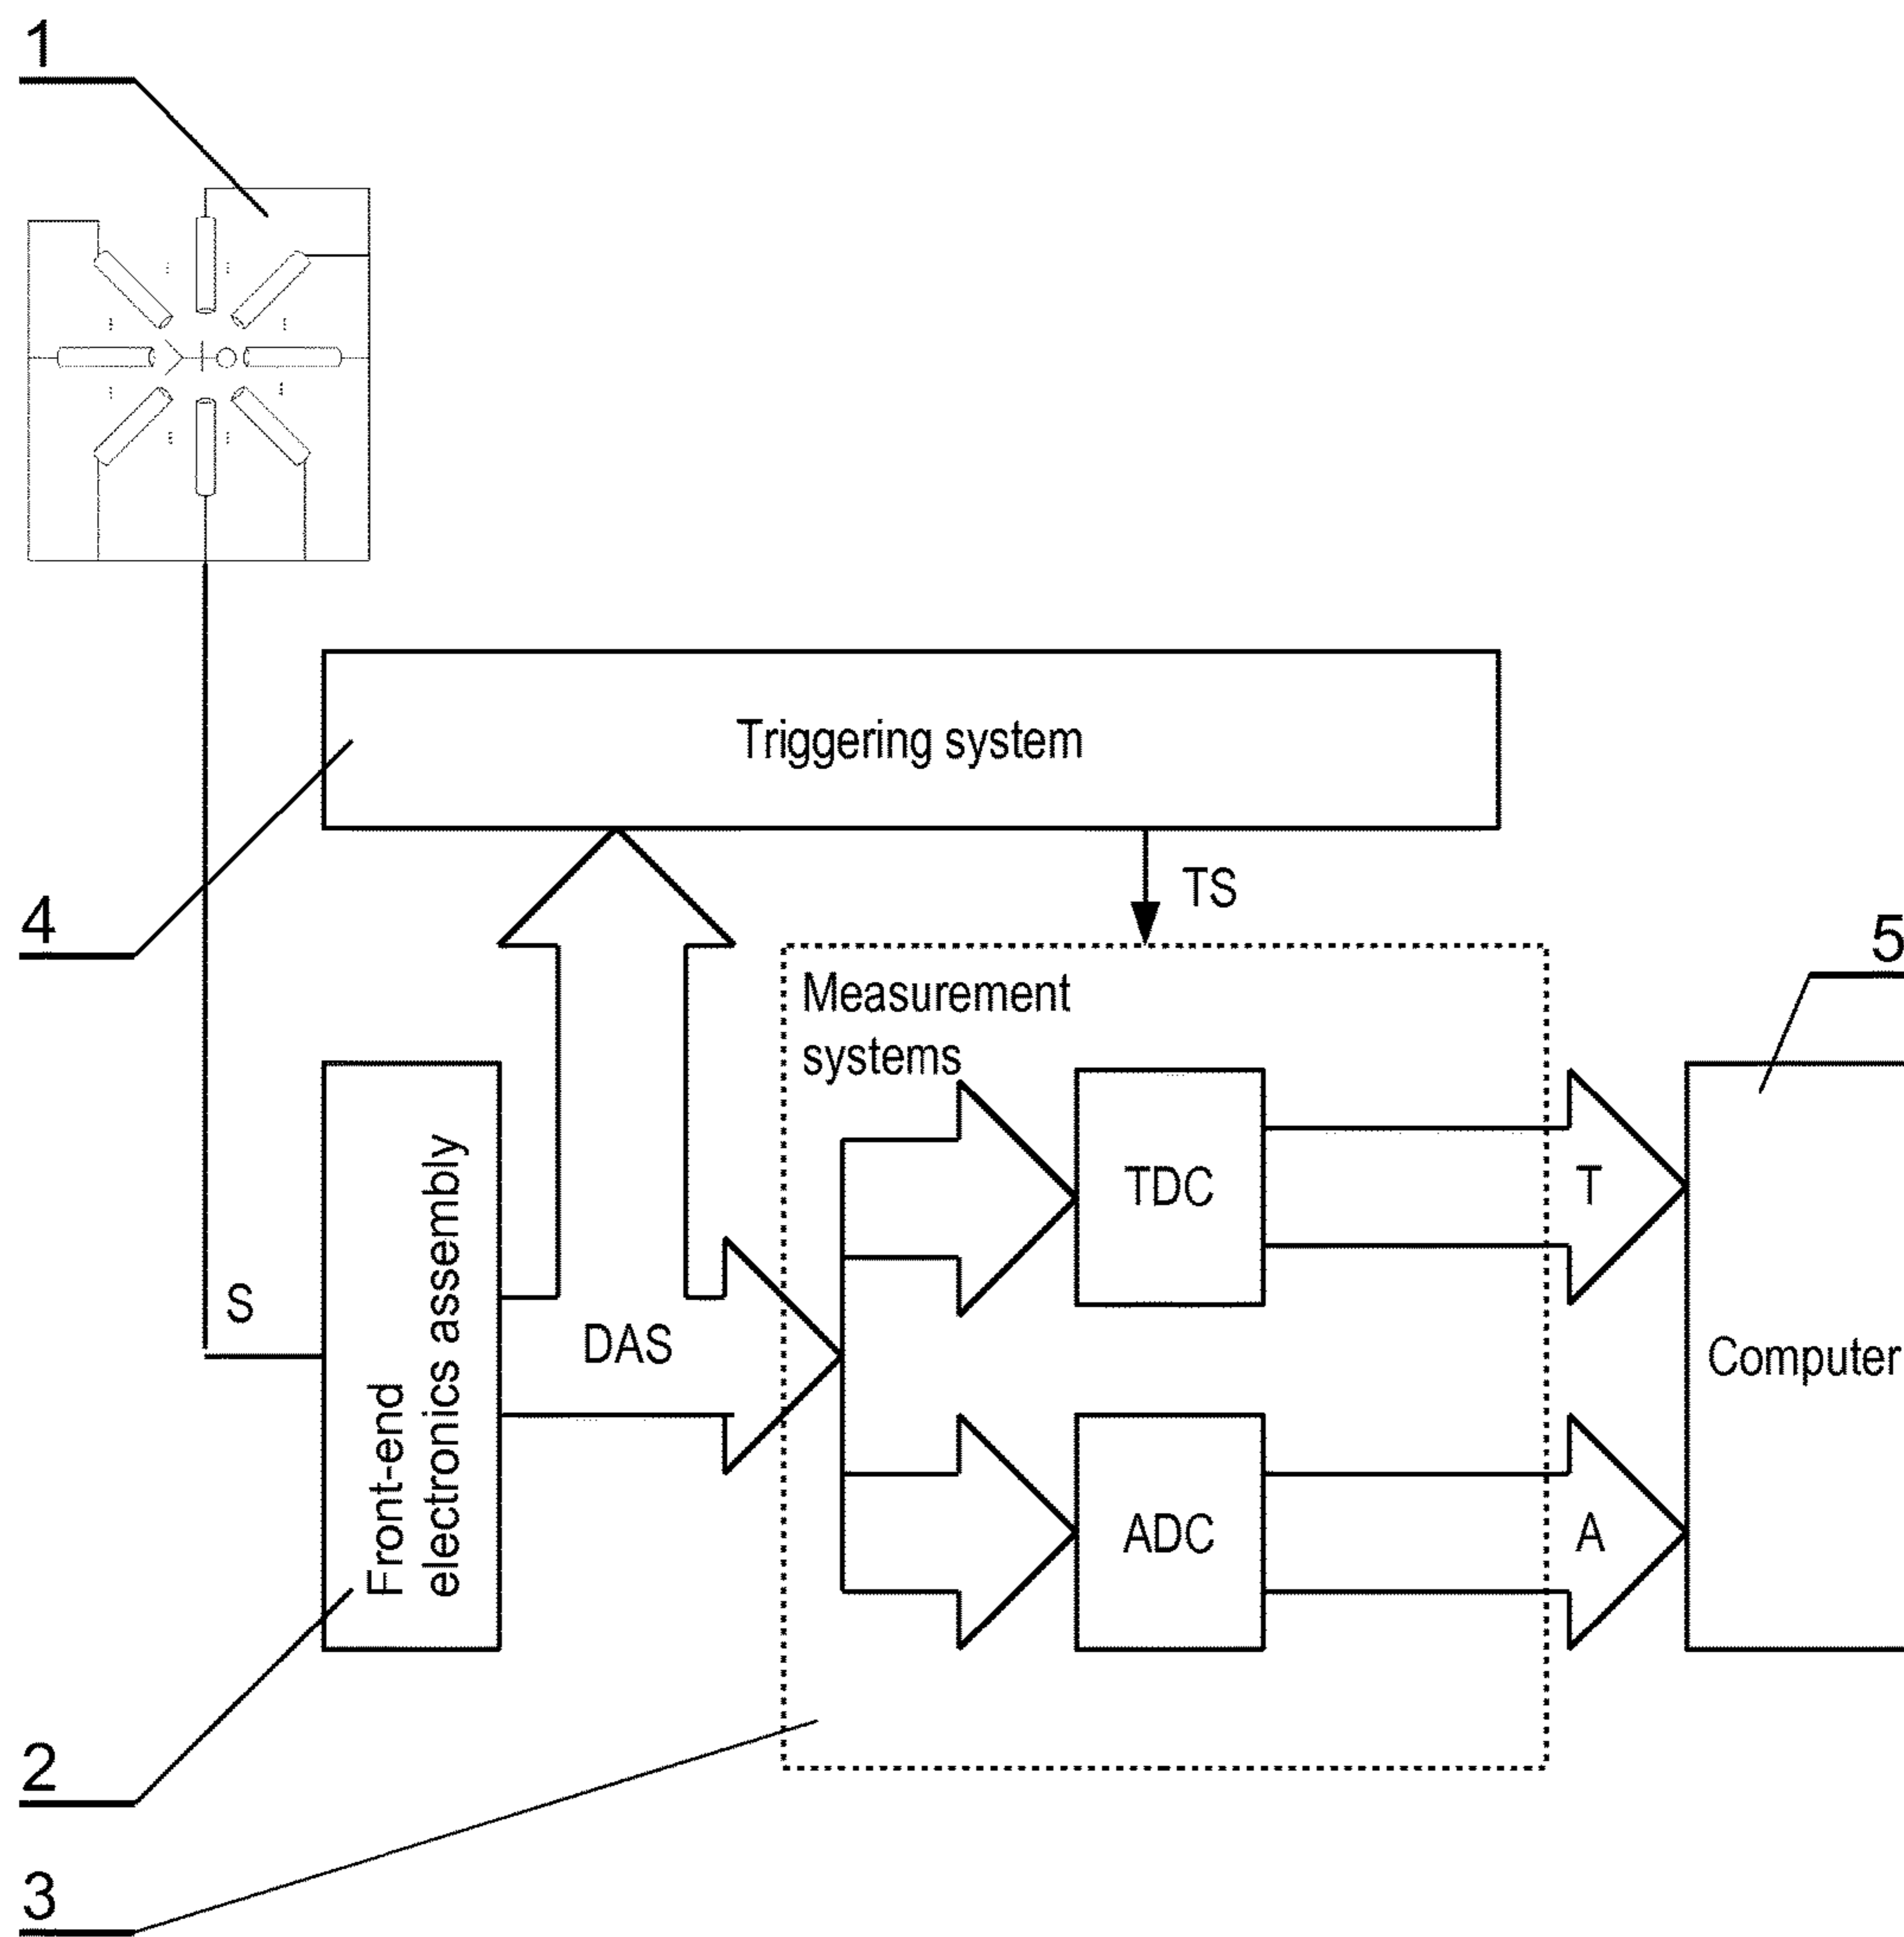 1
Triggering system
4
TS
5
Measurement
systems
TDC
T
S
Front-end
electronics assembly
DAS
Computer
ADC
A
2
3